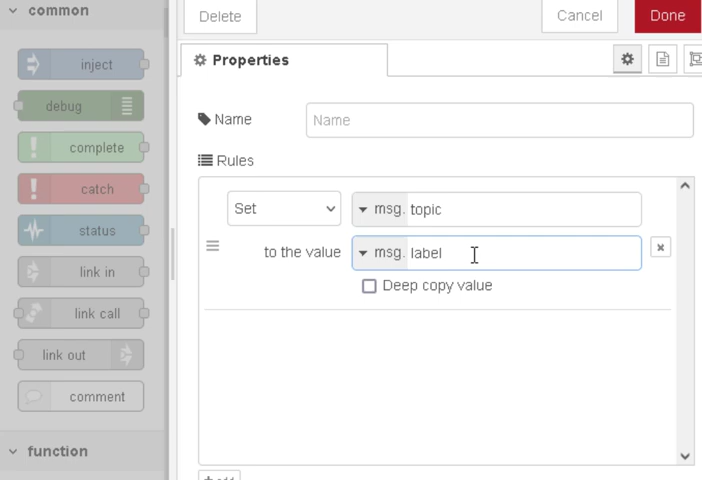 common
inject
debug
complete
catch
status
link in
link call
link out
comment
function
Delete
Cancel
Done
Properties
Name
Name
Rules
Set
msg. topic
to the value
msg. label
Deep copy value